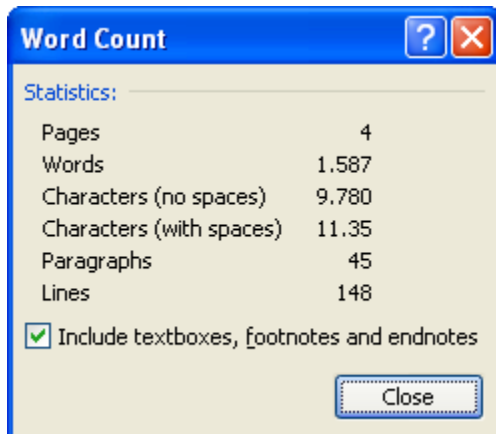 Word Count
Statistics:
Pages 4
Words 1.587
Characters (no spaces) 9.780
Characters (with spaces) 11.35
Paragraphs 45
Lines 148
Include textboxes, footnotes and endnotes
Close